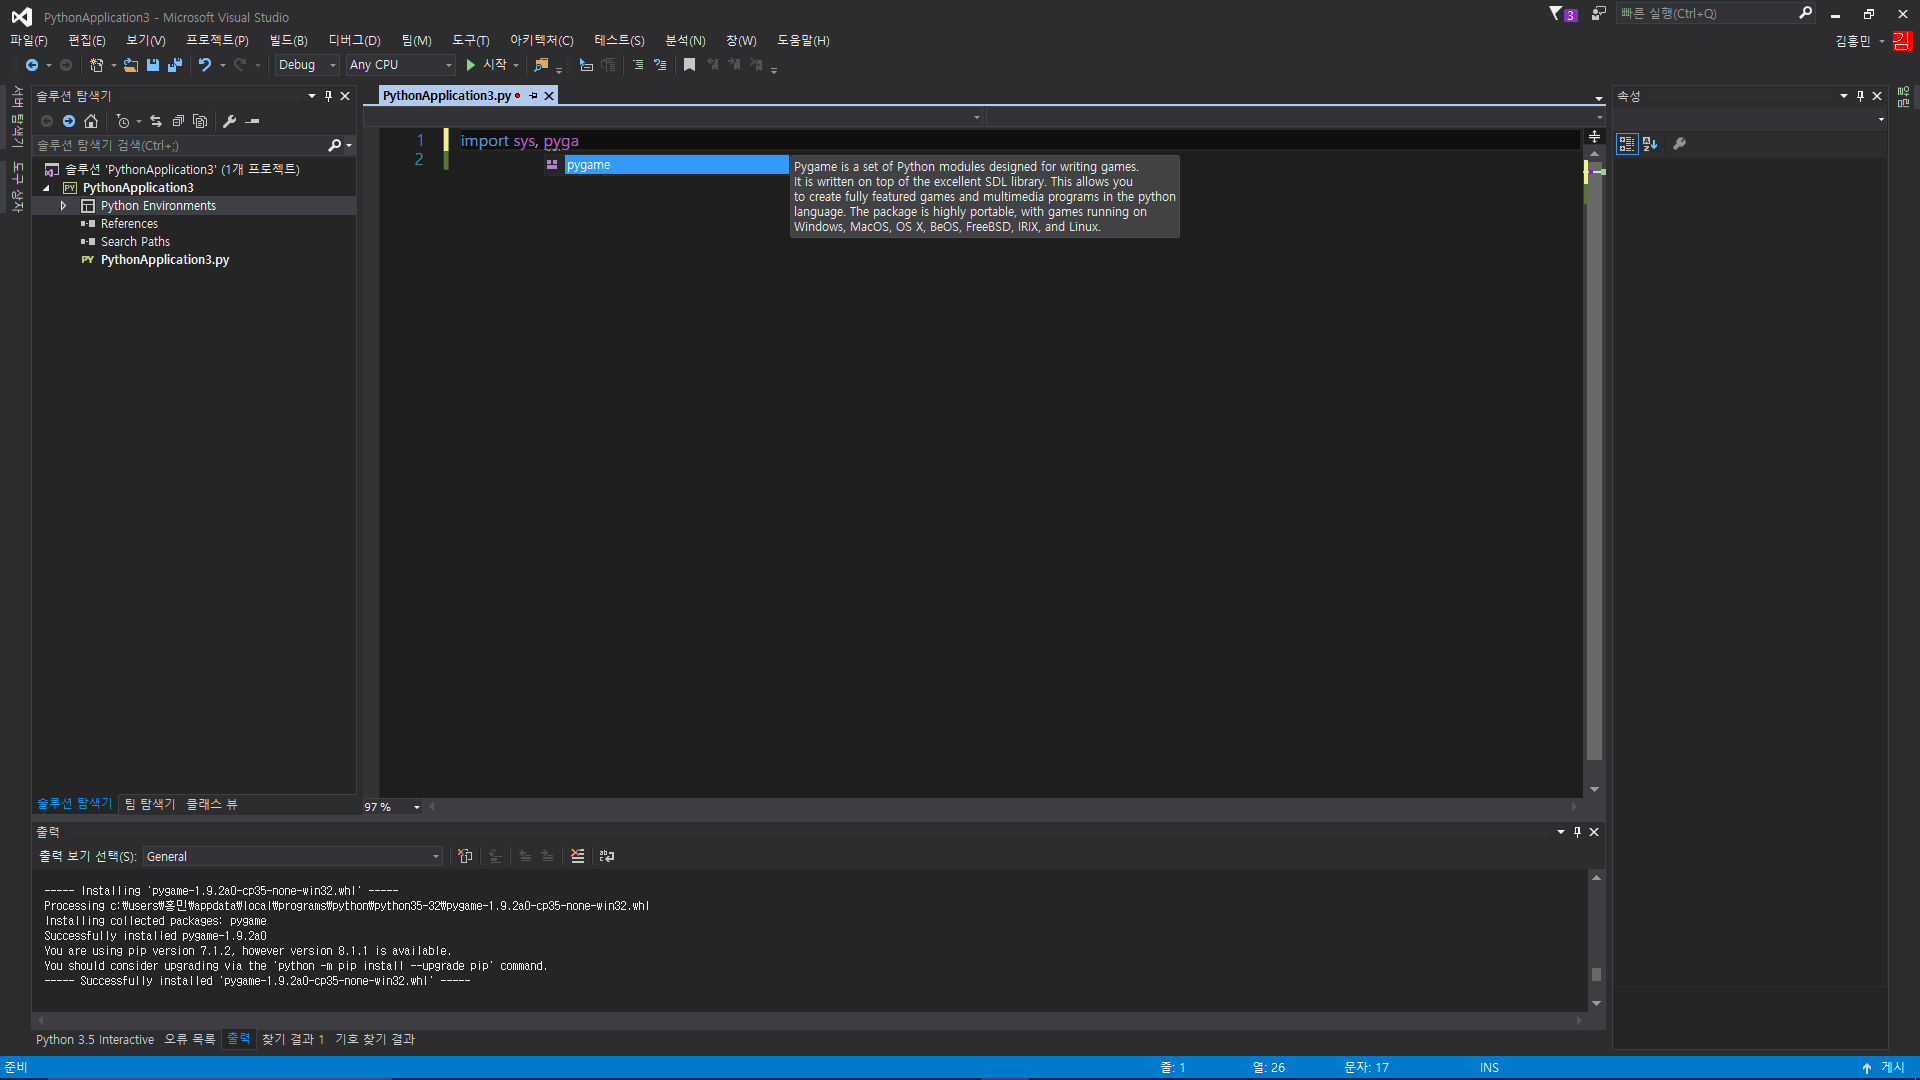 PythonApplication3 - Microsoft Visual Studio
3
빠른 실행(Ctrl+Q)
파일(F) 편집(E) 보기(V) 프로젝트(P) 빌드(B) 디버그(D) 팀(M) 도구(T) 아키텍처(C) 테스트(S) 분석(N) 창(W) 도움말(H)
김홍민
김
Debug
Any CPU
시작
서버 탐색기
도구 상자
솔루션 탐색기
솔루션 탐색기 검색(Ctrl+;)
솔루션 'PythonApplication3' (1개 프로젝트)
PY PythonApplication3
Python Environments
References
Search Paths
PY PythonApplication3.py
솔루션 탐색기 팀 탐색기 클래스 뷰
PythonApplication3.py
1 import sys, pyga
2
pygame
Pygame is a set of Python modules designed for writing games.
It is written on top of the excellent SDL library. This allows you
to create fully featured games and multimedia programs in the python
language. The package is highly portable, with games running on
Windows, MacOS, OS X, BeOS, FreeBSD, IRIX, and Linux.
97 %
속성
출력
출력 보기 선택(S): General
----- Installing 'pygame-1.9.2a0-cp35-none-win32.whl' -----
Processing c:₩users₩홍민₩appdata₩local₩programs₩python₩python35-32₩pygame-1.9.2a0-cp35-none-win32.whl
Installing collected packages: pygame
Successfully installed pygame-1.9.2a0
You are using pip version 7.1.2, however version 8.1.1 is available.
You should consider upgrading via the 'python -m pip install --upgrade pip' command.
----- Successfully installed 'pygame-1.9.2a0-cp35-none-win32.whl' -----
Python 3.5 Interactive 오류 목록 출력 찾기 결과 1 기호 찾기 결과
준비
줄: 1
열: 26
문자: 17
INS
게시